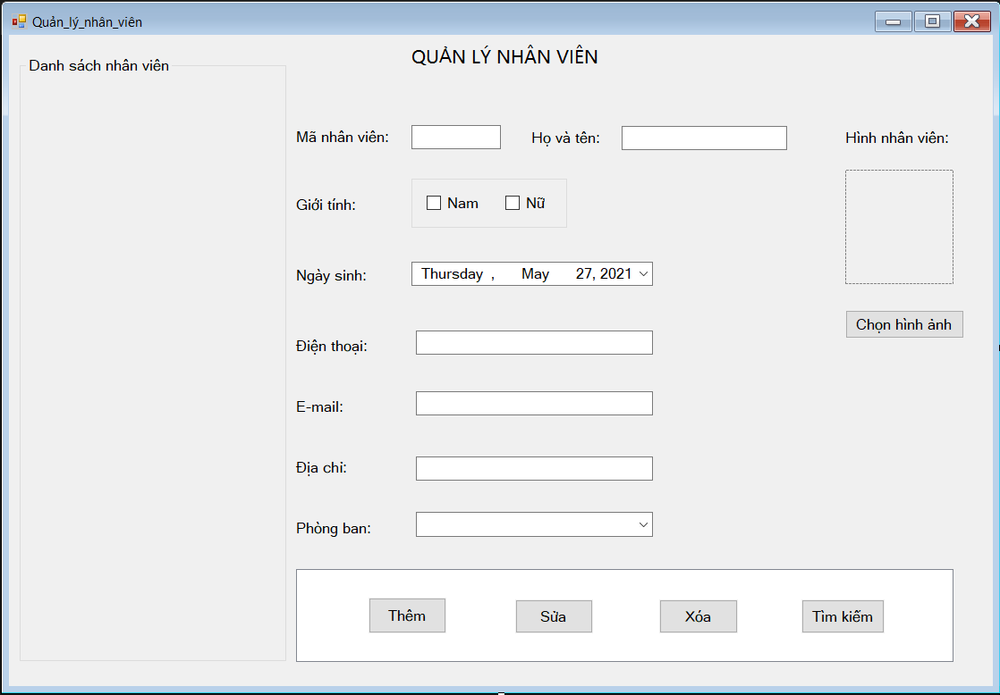 Quản_lý_nhân_viên
QUẢN LÝ NHÂN VIÊN
Danh sách nhân viên
Mã nhân viên:
Họ và tên:
Hình nhân viên:
Giới tính:
Nam
Nữ
Ngày sinh:
Thursday , May 27, 2021
Chọn hình ảnh
Điện thoại:
E-mail:
Địa chỉ:
Phòng ban:
Thêm
Sửa
Xóa
Tìm kiếm